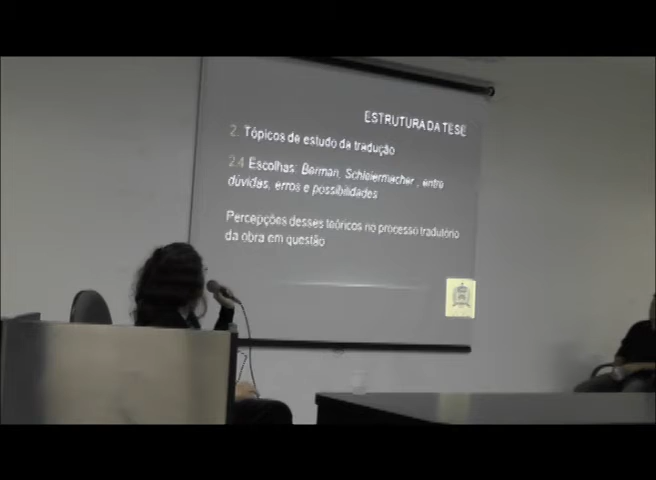 ESTRUTURA DA TESE
2. Tópicos de estudo da tradução
2.4 Escolhas: Berman, Schleiermacher , entre
dúvidas, erros e possibilidades
Percepções desses teóricos no processo tradutório
da obra em questão